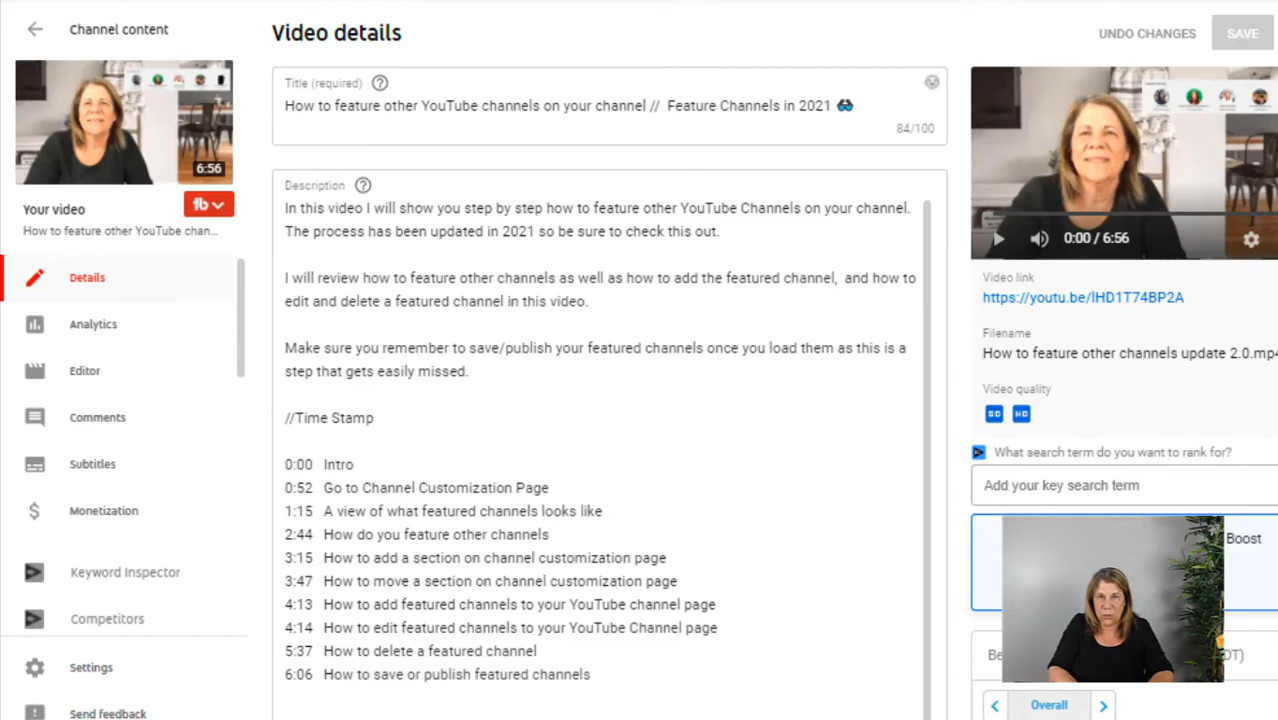 Channel content
Video details
UNDO CHANGES
SAVE
6:56
Your video
How to feature other YouTube chan...
Details
Analytics
Editor
Comments
Subtitles
Monetization
Keyword Inspector
Competitors
Settings
Send feedback
Title (required)
How to feature other YouTube channels on your channel // Feature Channels in 2021
84/100
Description
In this video I will show you step by step how to feature other YouTube Channels on your channel.
The process has been updated in 2021 so be sure to check this out.
I will review how to feature other channels as well as how to add the featured channel, and how to
edit and delete a featured channel in this video.
Make sure you remember to save/publish your featured channels once you load them as this is a
step that gets easily missed.
//Time Stamp
0:00 Intro
0:52 Go to Channel Customization Page
1:15 A view of what featured channels looks like
2:44 How do you feature other channels
3:15 How to add a section on channel customization page
3:47 How to move a section on channel customization page
4:13 How to add featured channels to your YouTube channel page
4:14 How to edit featured channels to your YouTube Channel page
5:37 How to delete a featured channel
6:06 How to save or publish featured channels
0:00 / 6:56
Video link
https://youtu.be/lHD1T74BP2A
Filename
How to feature other channels update 2.0.mp4
Video quality
SD HD
What search term do you want to rank for?
Add your key search term
Boost
Overall